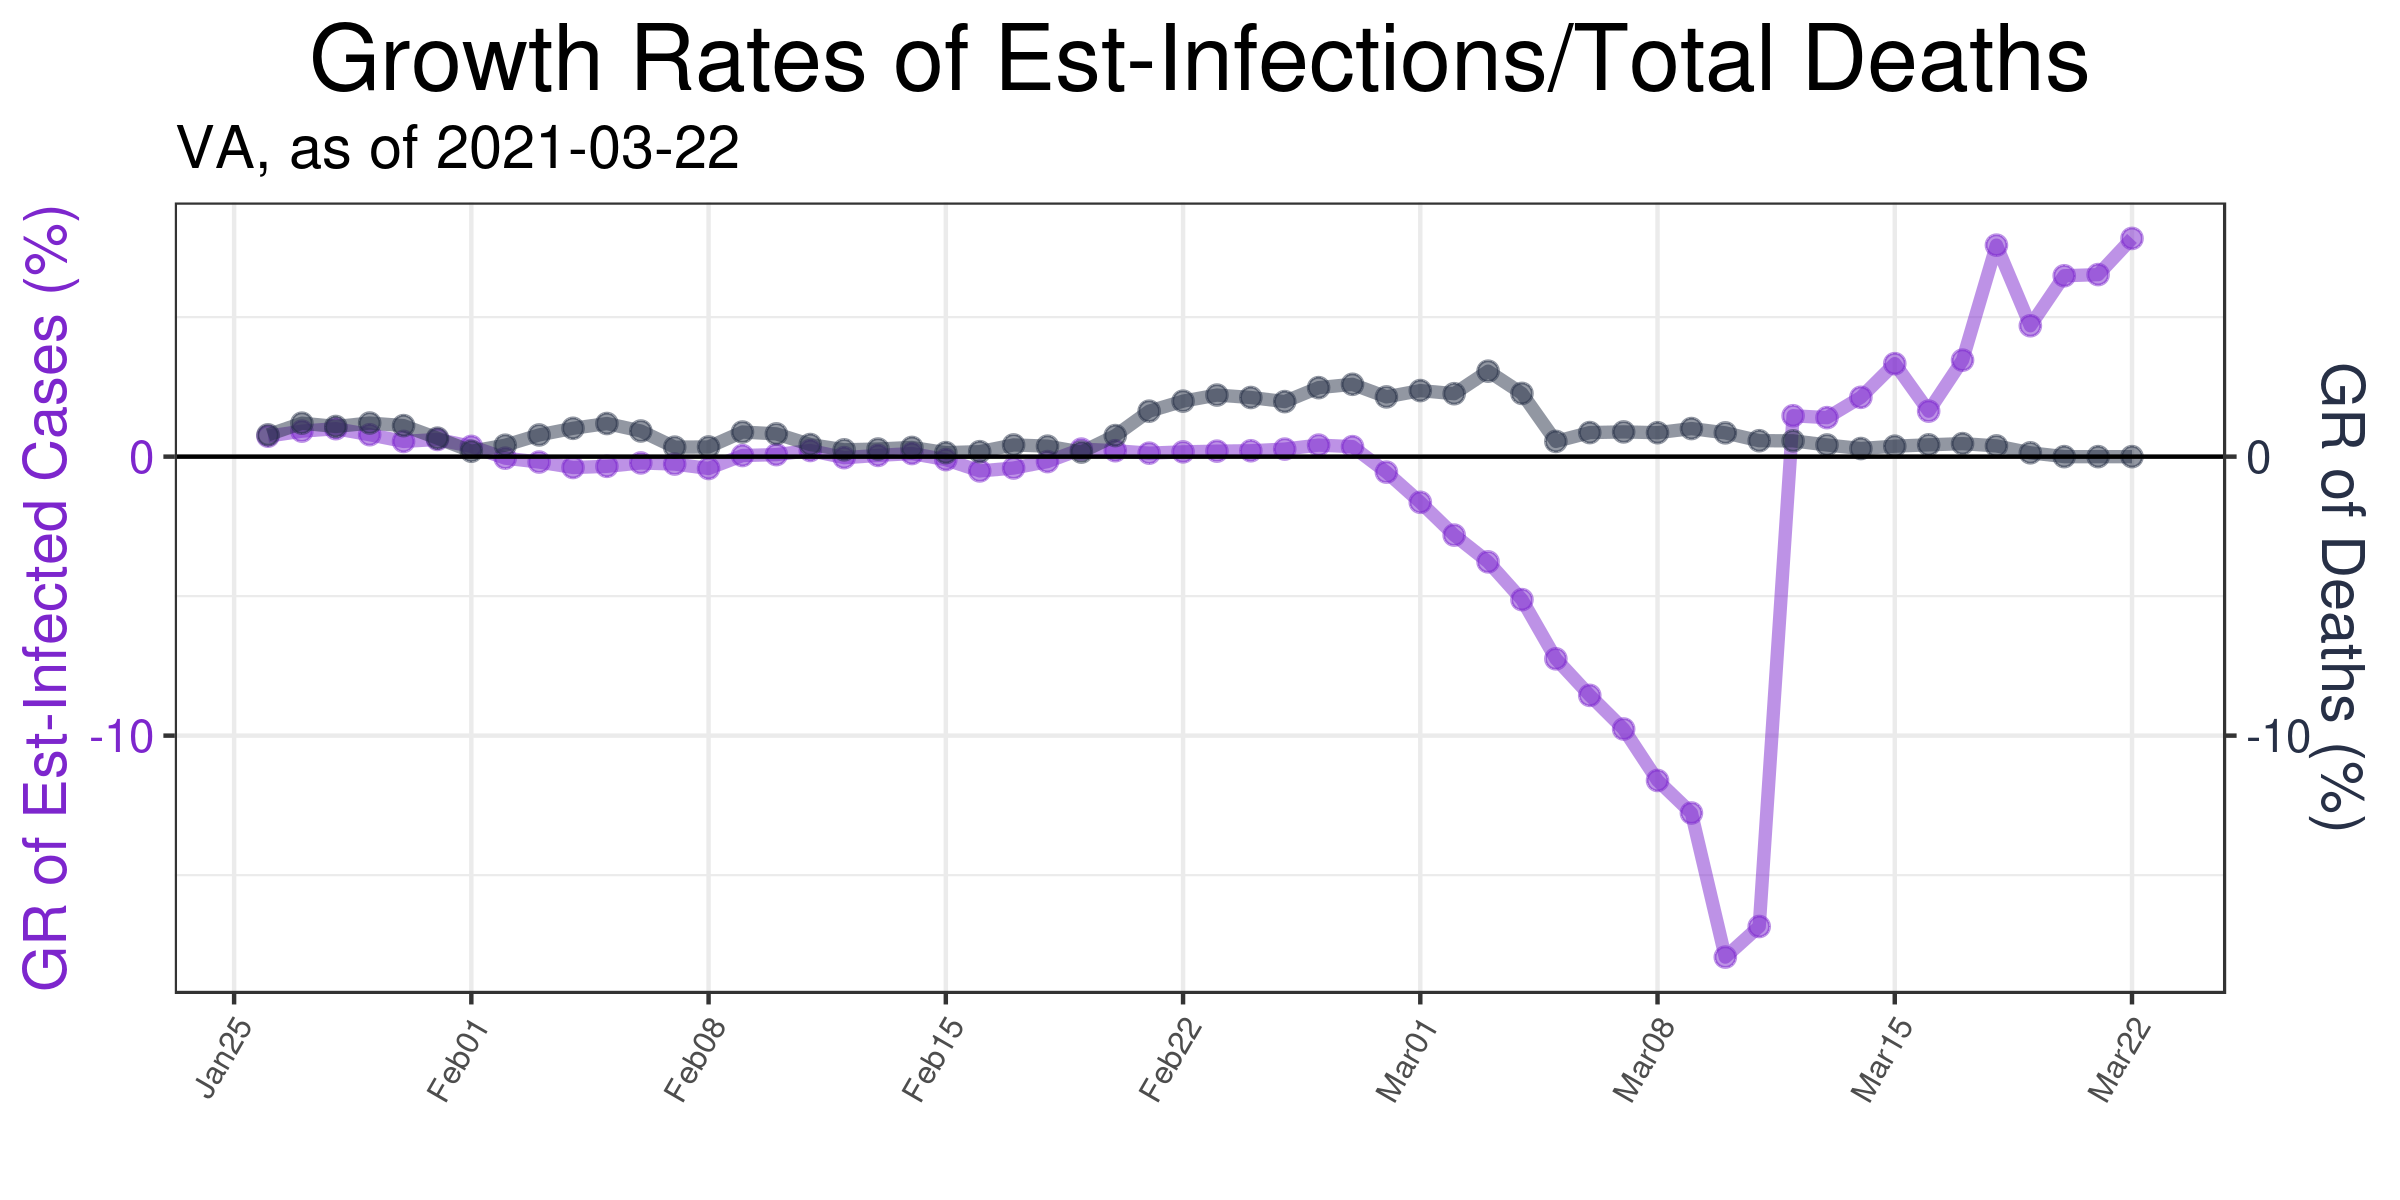 Growth Rates of Est-Infections/Total Deaths
VA, as of 2021-03-22
GR of Est-Infected Cases (%)
0
-10
0
-10
GR of Deaths (%)
Jan25
Feb01
Feb08
Feb15
Feb22
Mar01
Mar08
Mar15
Mar22